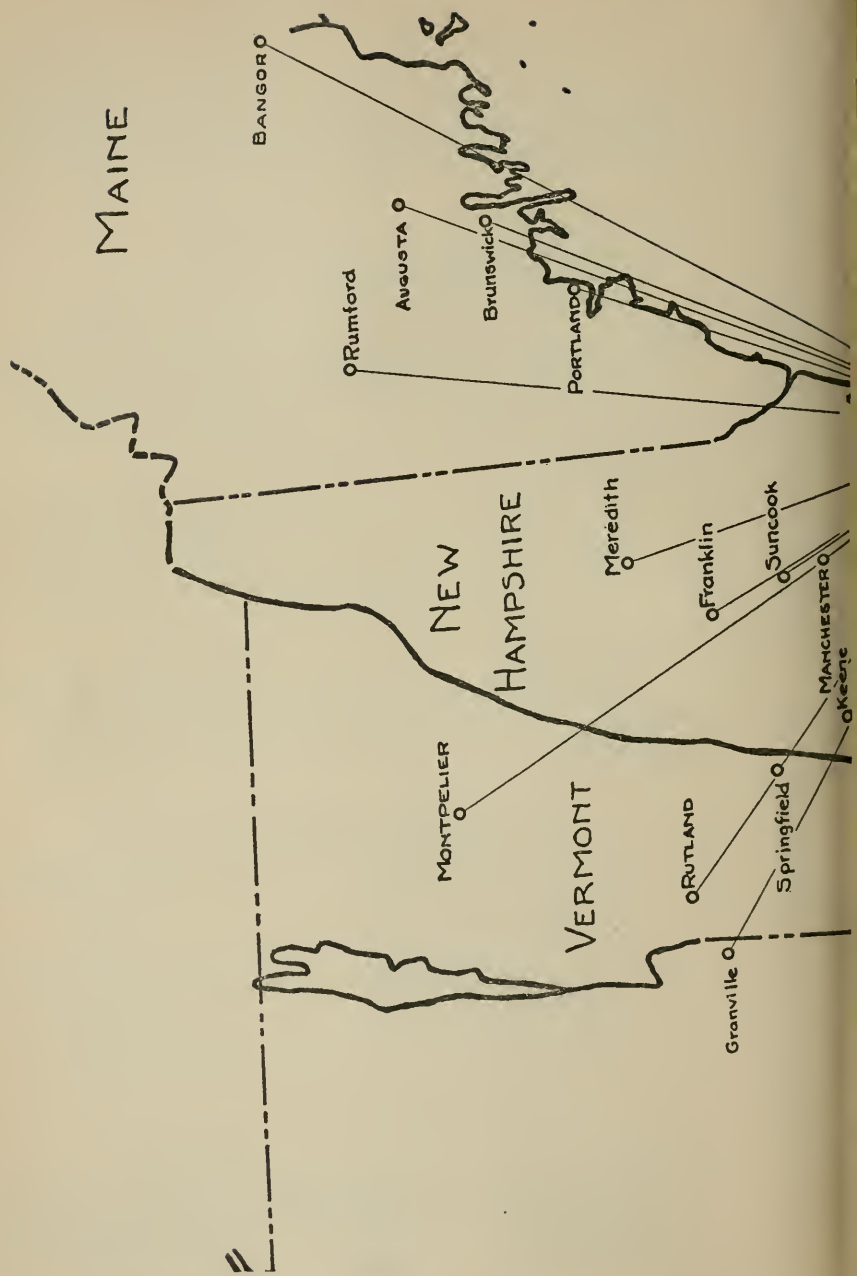 MAINE
BANGOR
AUGUSTA
Rumford
Brunswick
PORTLAND
NEW
HAMPSHIRE
Meredith
Franklin
Suncook
MANCHESTER
Keene
MONTPELIER
VERMONT
RUTLAND
Springfield
Granville